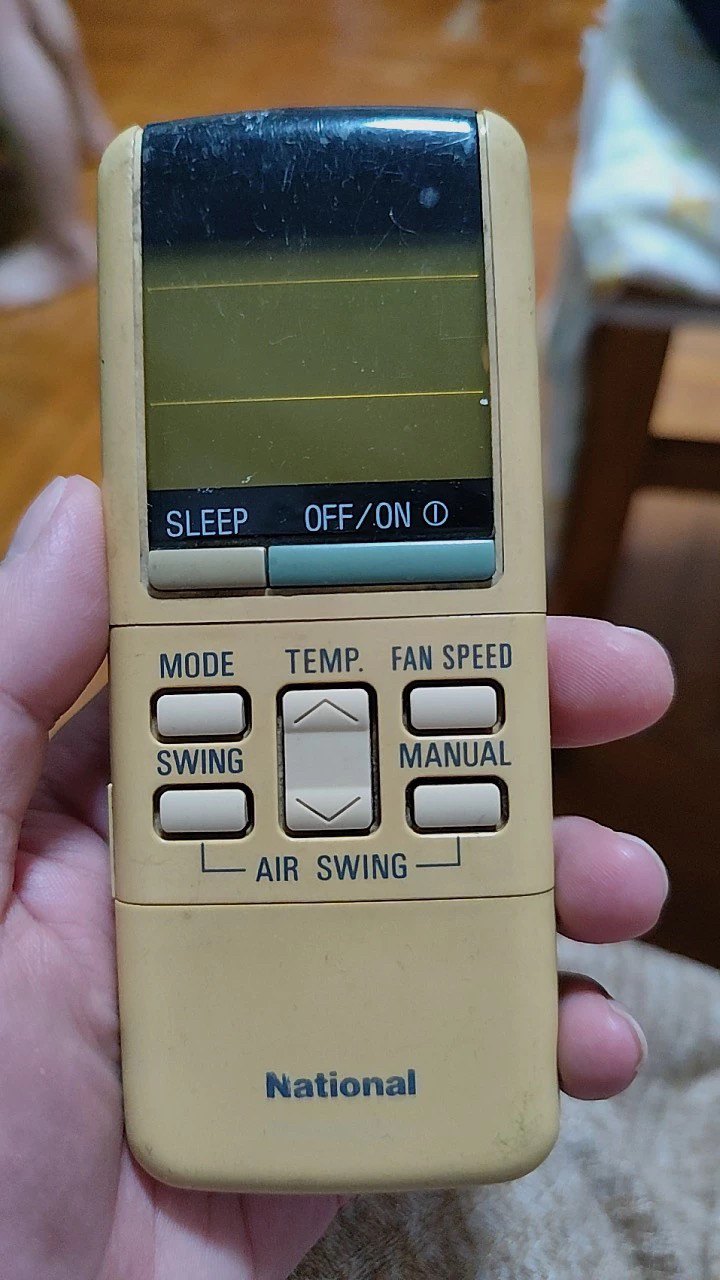 SLEEP OFF/ON
MODE TEMP. FAN SPEED
SWING MANUAL
AIR SWING
National